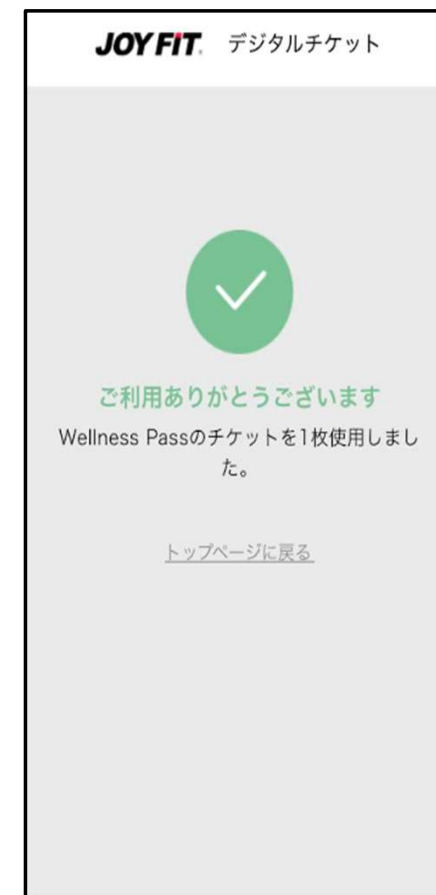 JOYFIT. デジタルチケット
ご利用ありがとうございます
Wellness Passのチケットを1枚使用しまし
た。
トップページに戻る